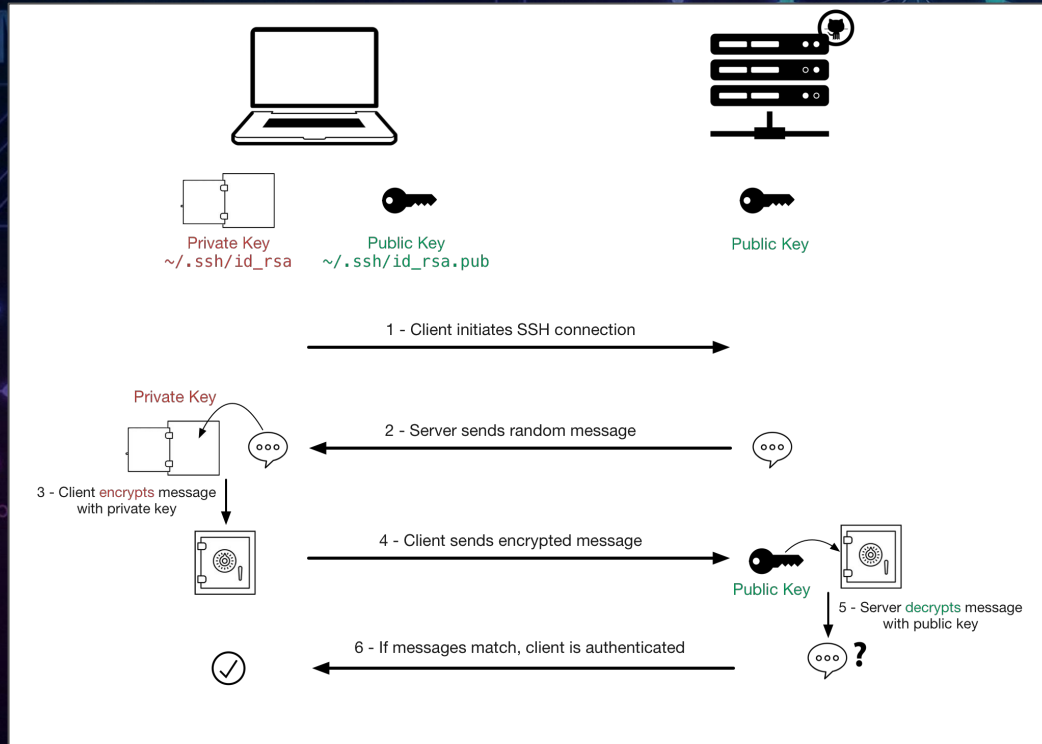 Private Key
~/.ssh/id_rsa
Public Key
~/.ssh/id_rsa.pub
Public Key
1 - Client initiates SSH connection
Private Key
2 - Server sends random message
3 - Client encrypts message
with private key
4 - Client sends encrypted message
Public Key
5 - Server decrypts message
with public key
?
6 - If messages match, client is authenticated